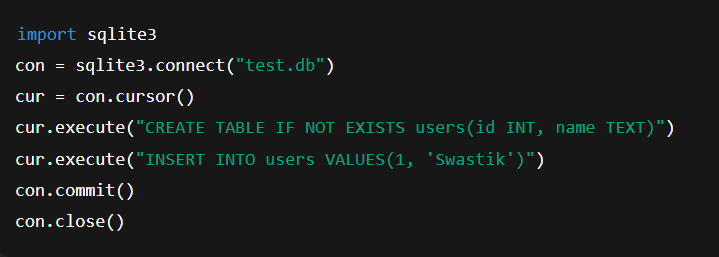 import sqlite3
con = sqlite3.connect("test.db")
cur = con.cursor()
cur.execute("CREATE TABLE IF NOT EXISTS users(id INT, name TEXT)")
cur.execute("INSERT INTO users VALUES(1, 'Swastik')")
con.commit()
con.close()